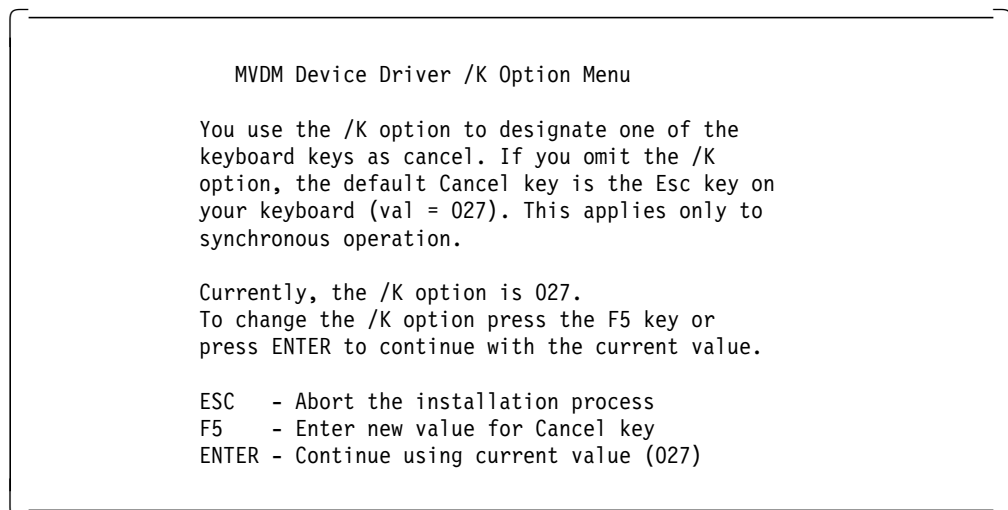 MVDM Device Driver /K Option Menu
You use the /K option to designate one of the
keyboard keys as cancel. If you omit the /K
option, the default Cancel key is the Esc key on
your keyboard (val = 027). This applies only to
synchronous operation.
Currently, the /K option is 027.
To change the /K option press the F5 key or
press ENTER to continue with the current value.
ESC - Abort the installation process
F5 - Enter new value for Cancel key
ENTER - Continue using current value (027)